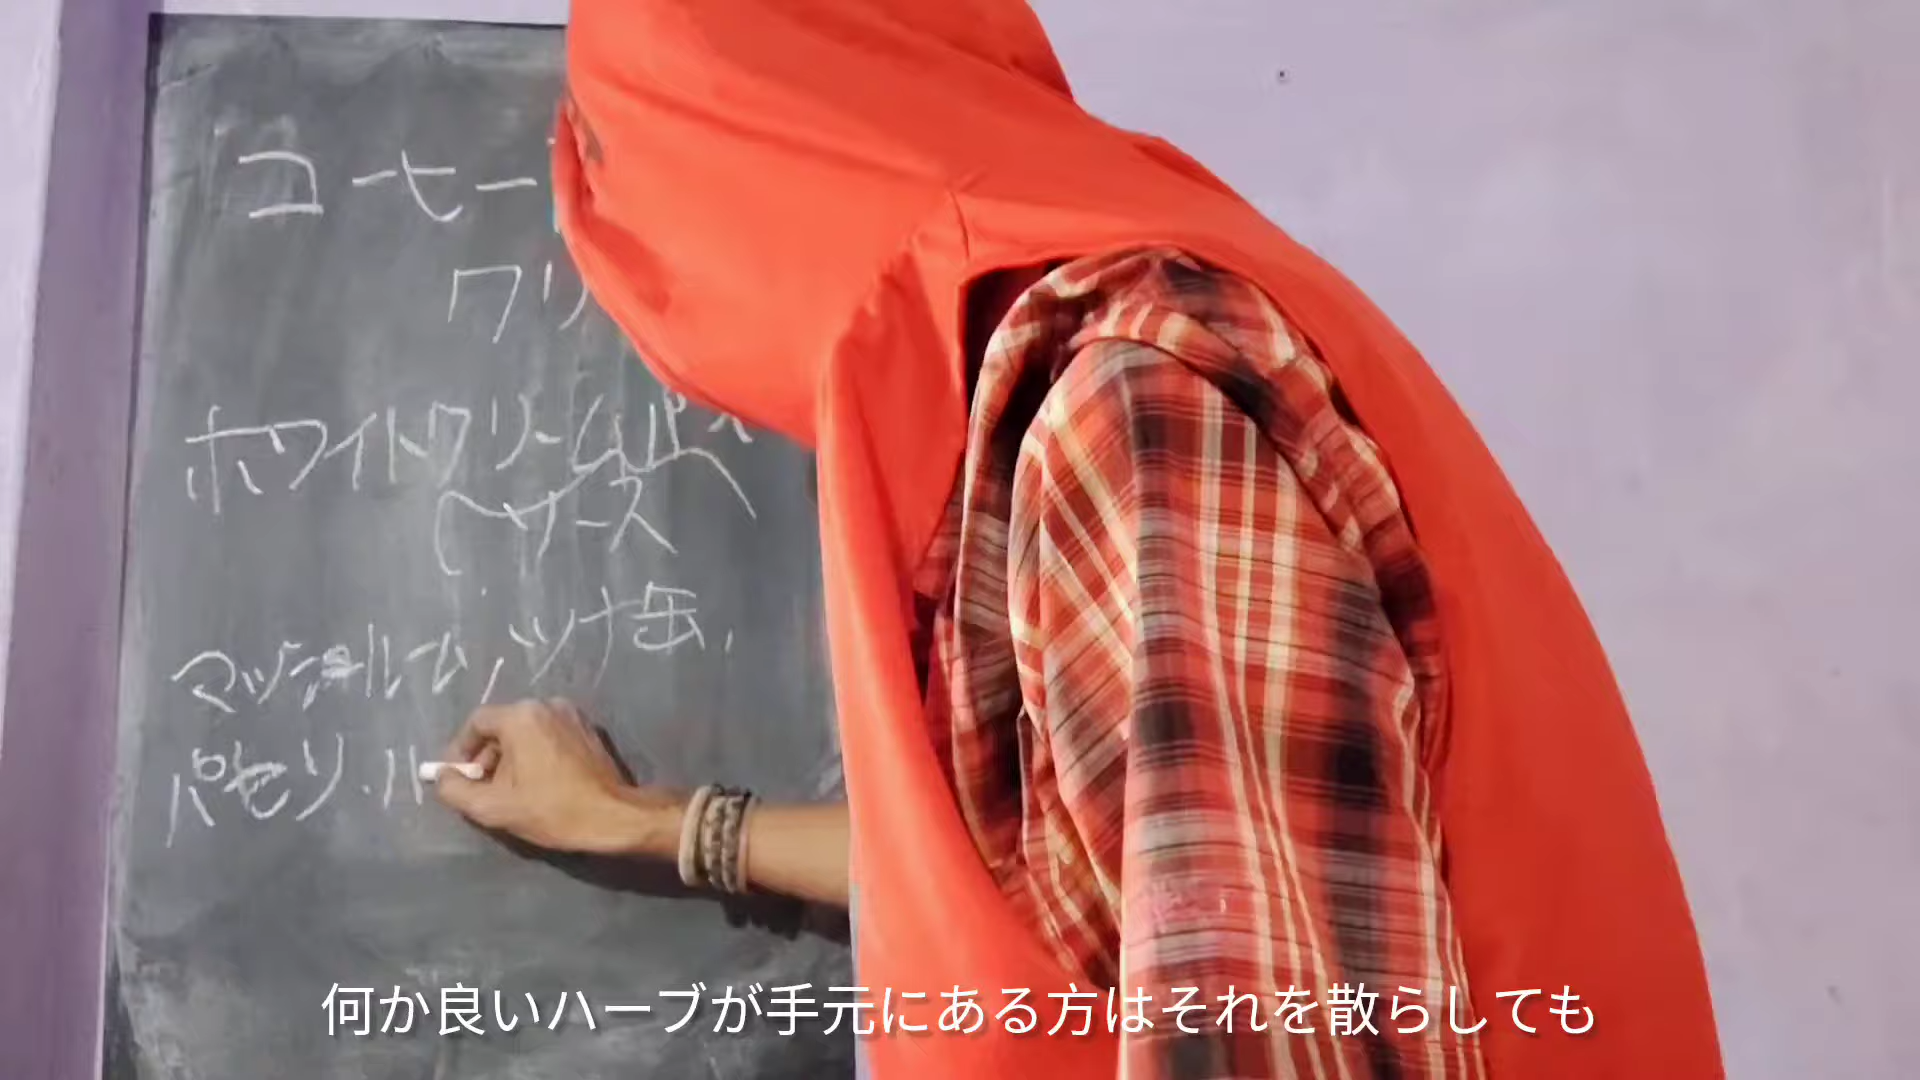 コーヒー
クリ
ホワイトクリーム
ソース
マッシュルーム, ツナ缶,
パセリ・ハ
何か良いハーブが手元にある方はそれを散らしても